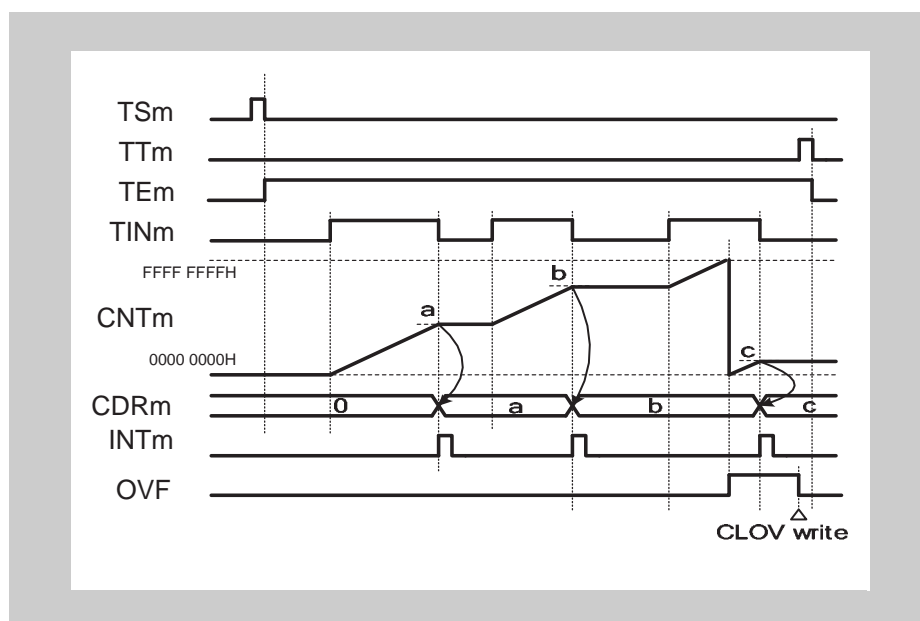 TSm
TTm
TEm
TINm
FFFF FFFFH
b
a
CNTm
c
0000 0000H
CDRm 0 a b c
INTm
OVF
CLOV write